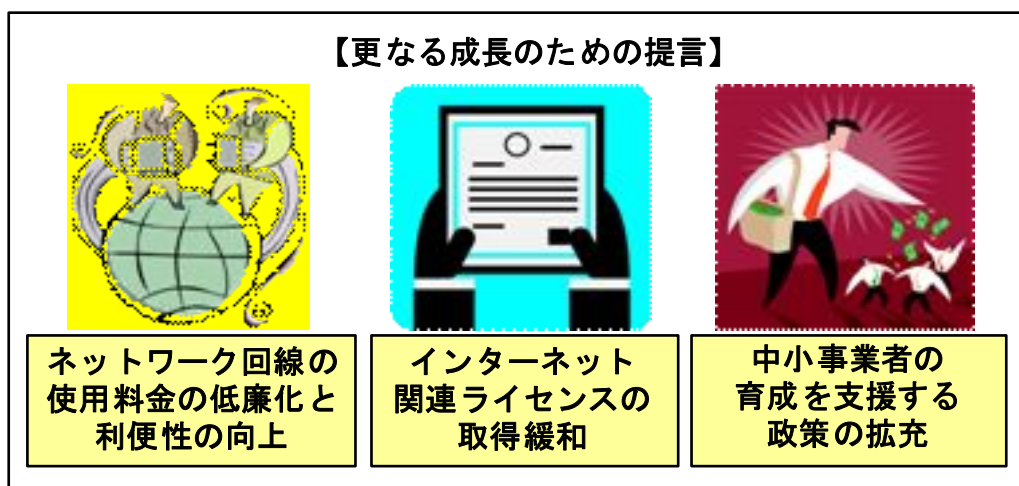 【更なる成長のための提言】
ネットワーク回線の
使用料金の低廉化と
利便性の向上
インターネット
関連ライセンスの
取得緩和
中小事業者の
育成を支援する
政策の拡充